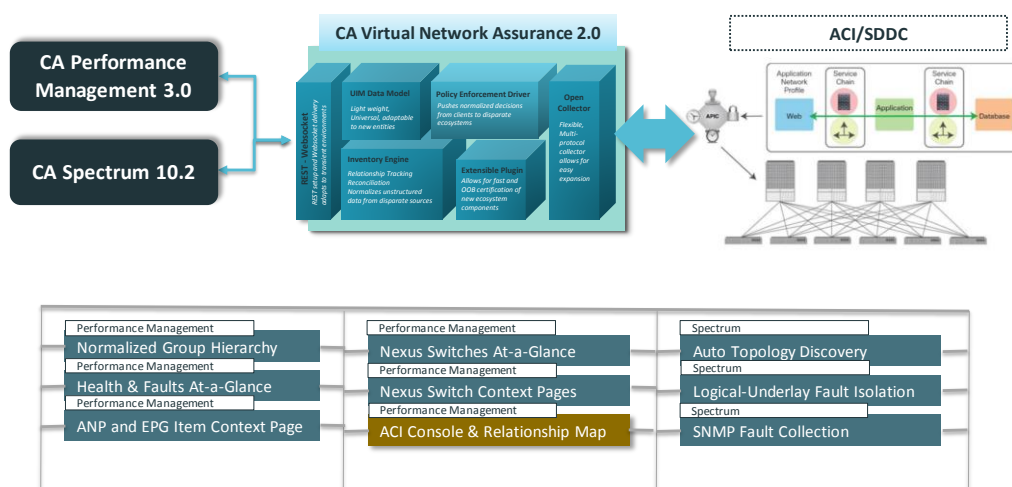 CA Performance
Management 3.0
CA Spectrum 10.2
CA Virtual Network Assurance 2.0
REST - Websocket
REST setup and Websocket delivery
adapts to transient environments
UIM Data Model
Light weight,
Universal, adaptable
to new entities
Policy Enforcement Driver
Pushes normalized decisions
from clients to disparate
ecosystems
Inventory Engine
Relationship Tracking
Reconciliation
Normalizes unstructured
data from disparate sources
Extensible Plugin
Allows for fast and
OOB certification of
new ecosystem
components
Open
Collector
Flexible,
Multi-
protocol
collector
allows for
easy
expansion
ACI/SDDC
Application
Network
Profile
Service
Chain
Service
Chain
Web
Application
Database
APIC
Performance Management
Normalized Group Hierarchy
Performance Management
Health & Faults At-a-Glance
Performance Management
ANP and EPG Item Context Page
Performance Management
Nexus Switches At-a-Glance
Performance Management
Nexus Switch Context Pages
Performance Management
ACI Console & Relationship Map
Spectrum
Auto Topology Discovery
Spectrum
Logical-Underlay Fault Isolation
Spectrum
SNMP Fault Collection